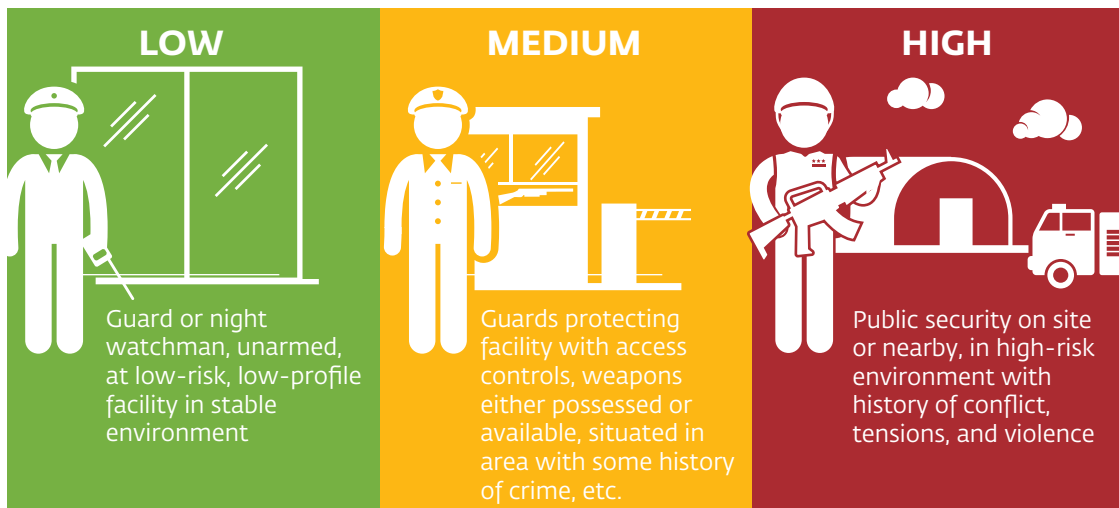 LOW
Guard or night
watchman, unarmed,
at low-risk, low-profile
facility in stable
environment
MEDIUM
Guards protecting
facility with access
controls, weapons
either possessed or
available, situated in
area with some history
of crime, etc.
HIGH
Public security on site
or nearby, in high-risk
environment with
history of conflict,
tensions, and violence